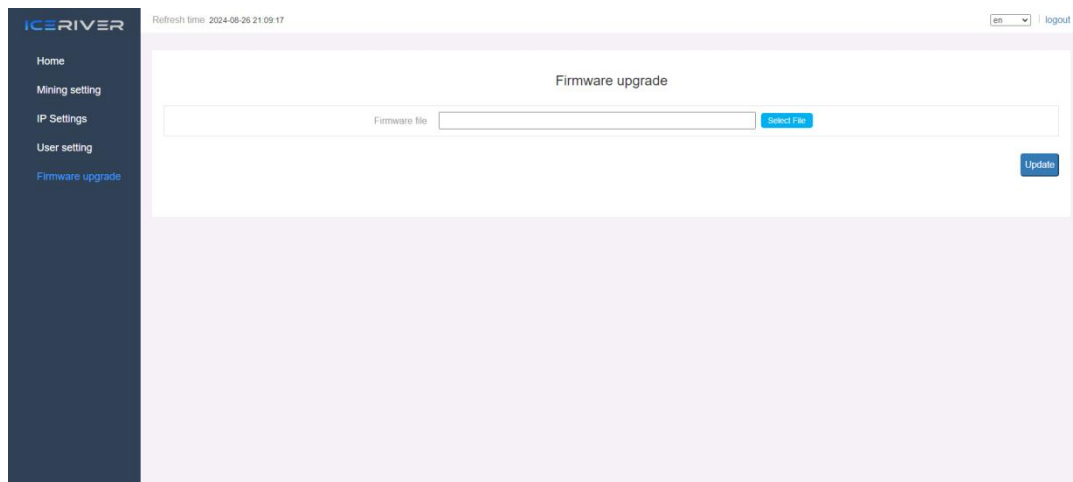 ICERIVER
Refresh time 2024-08-26 21:09:17
en
logout
Home
Mining setting
IP Settings
User setting
Firmware upgrade
Firmware upgrade
Firmware file
Select File
Update